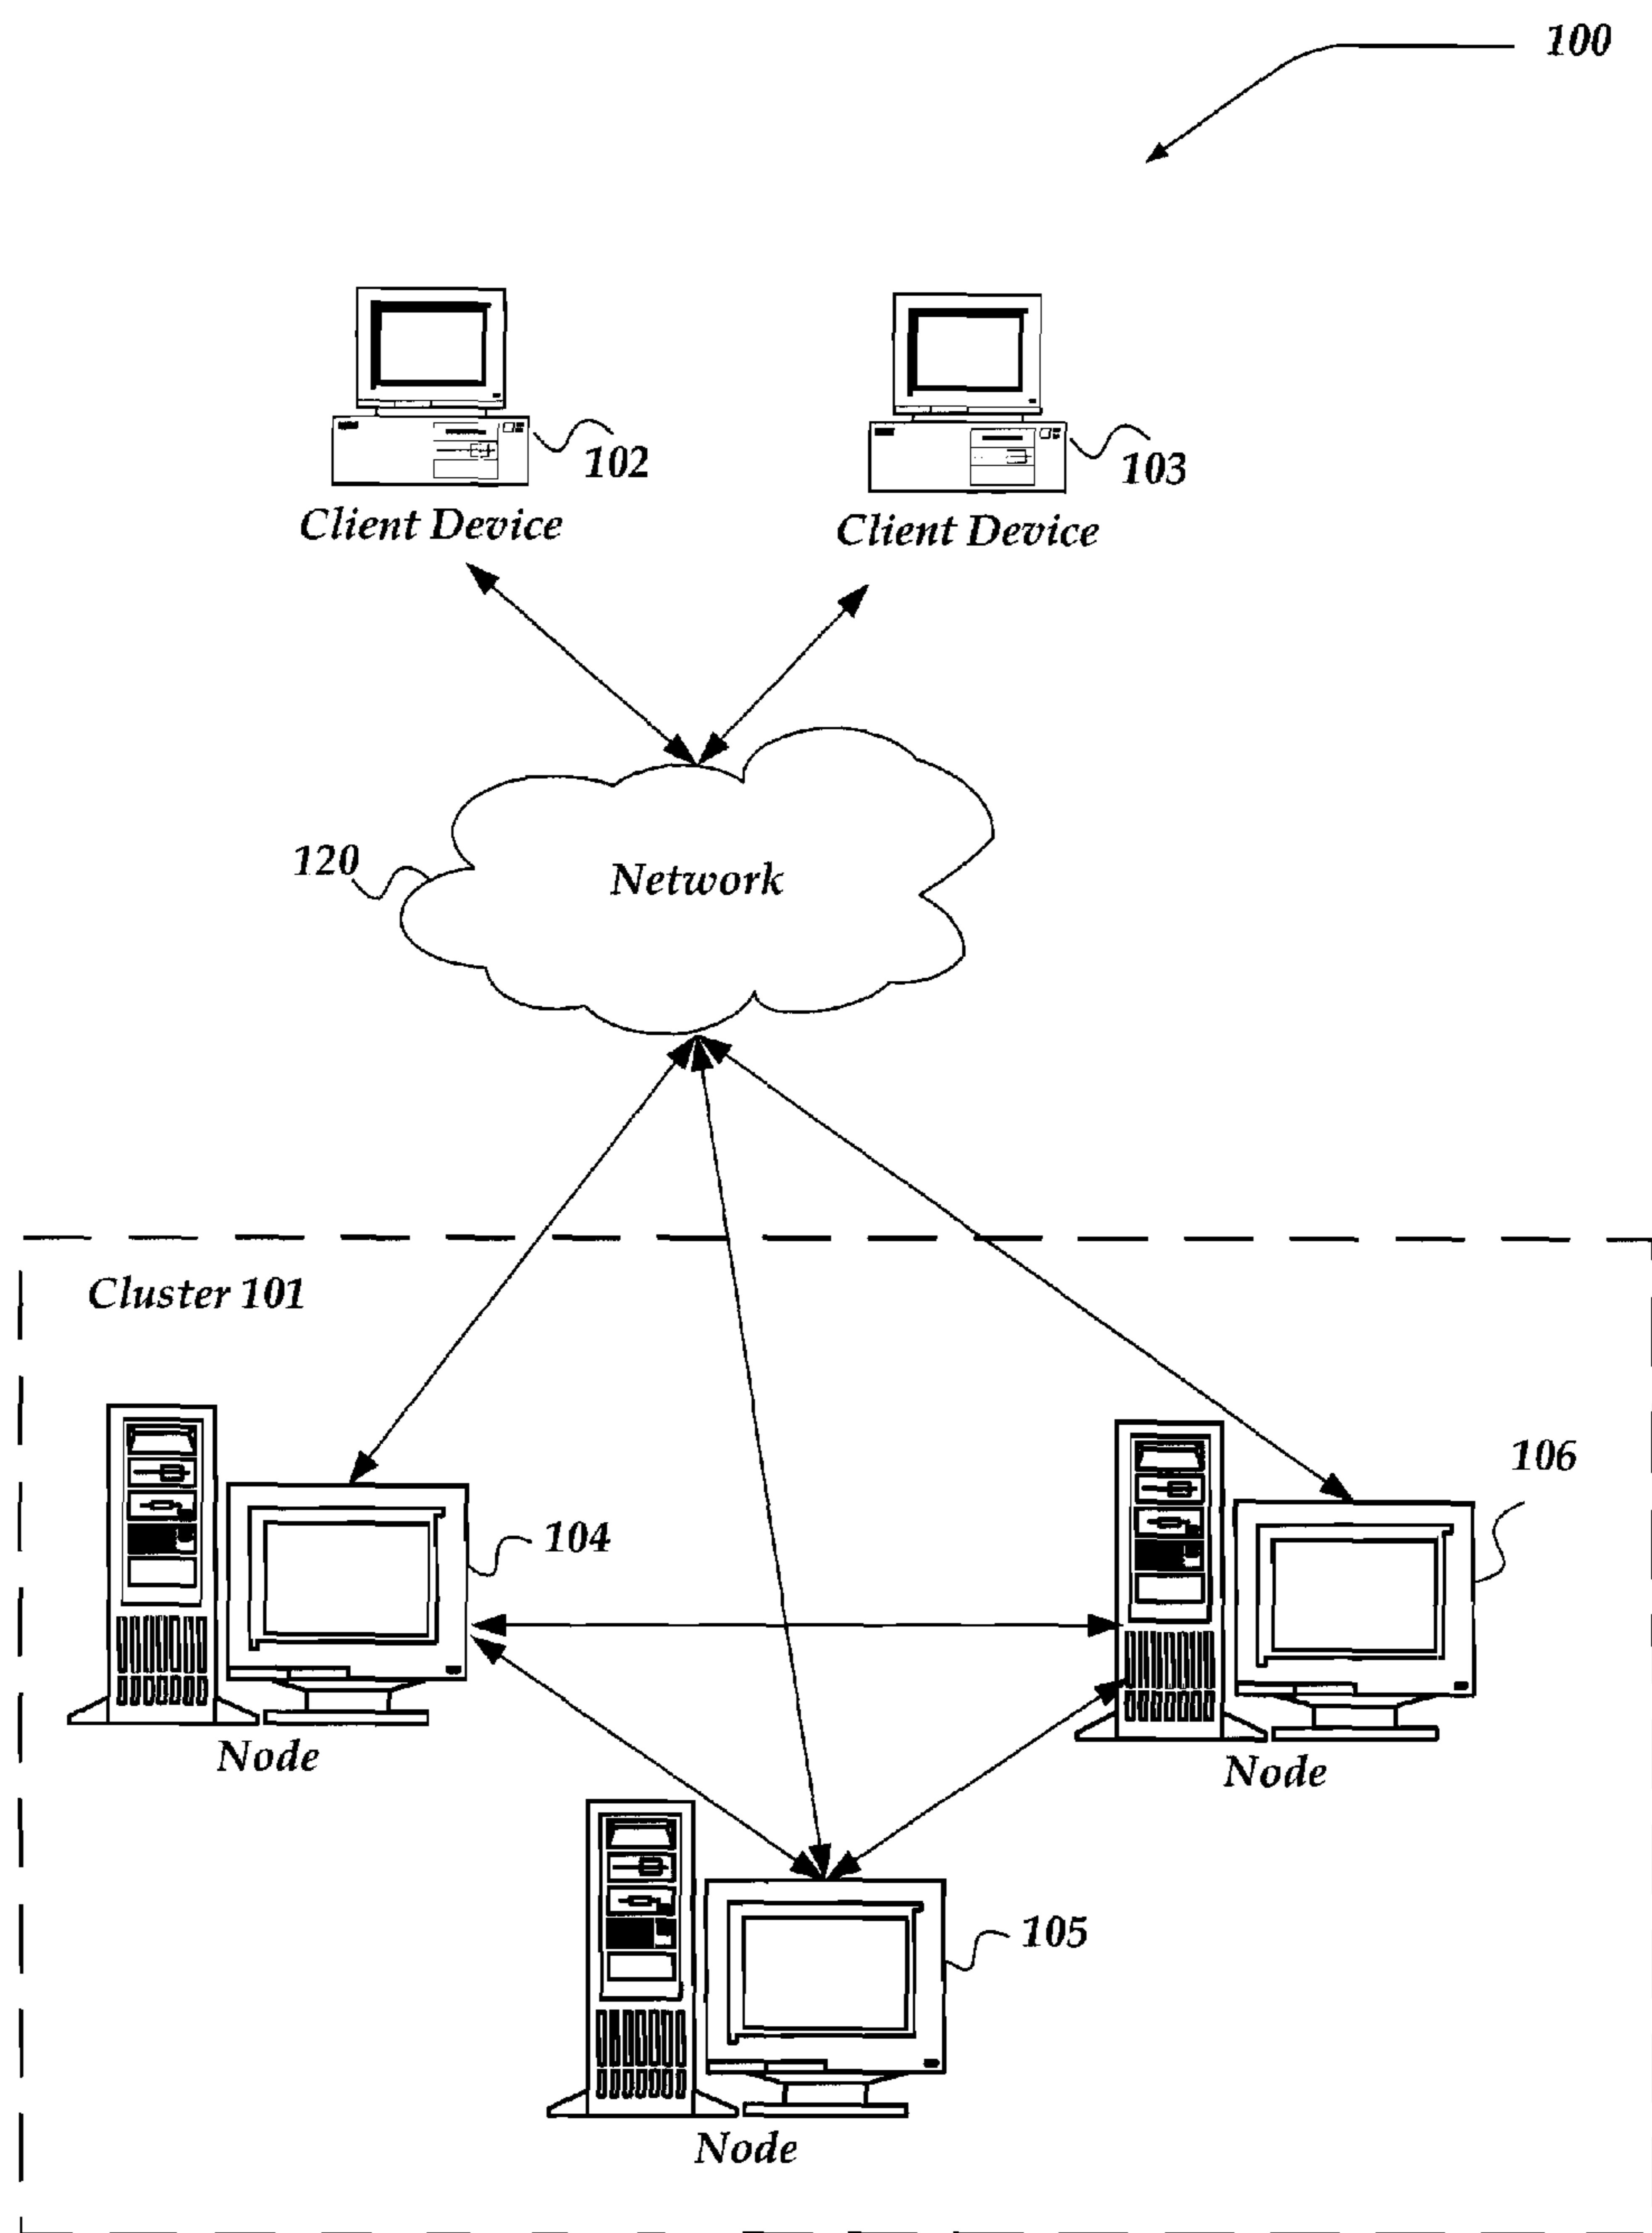 100
102
103
Client Device
Client Device
120
Network
Cluster 101
106
104
Node
Node
105
Node